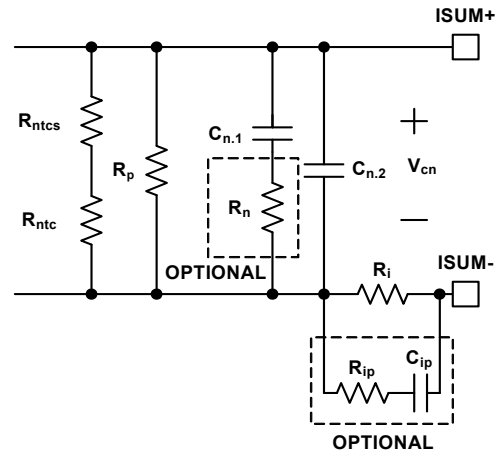 ISUM+
Rntcs
Cn.1
Rp
Cn.2
+
Vcn
Rntc
Rn
−
OPTIONAL
Ri
ISUM-
Rip
Cip
OPTIONAL